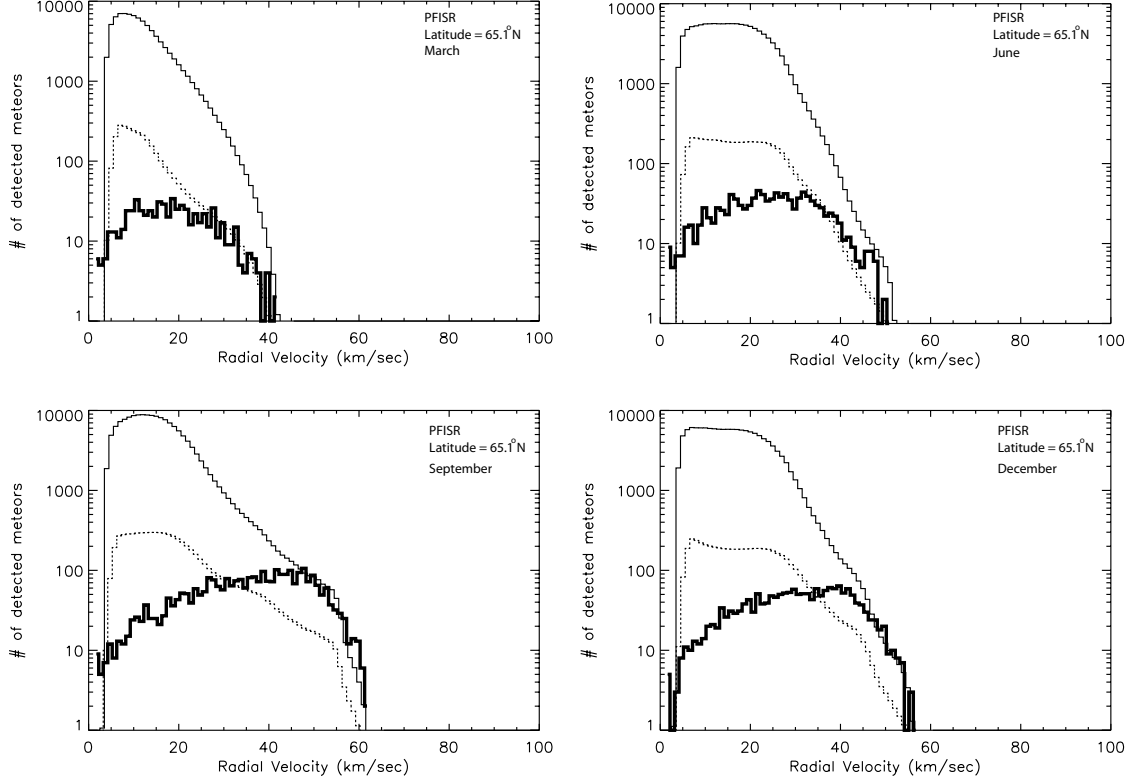 10000
1000
100
10
1
# of detected meteors
PFISR
Latitude = 65.1°N
March
0 20 40 60 80 100
Radial Velocity (km/sec)
10000
1000
100
10
1
# of detected meteors
PFISR
Latitude = 65.1°N
June
0 20 40 60 80 100
Radial Velocity (km/sec)
10000
1000
100
10
1
# of detected meteors
PFISR
Latitude = 65.1°N
September
0 20 40 60 80 100
Radial Velocity (km/sec)
10000
1000
100
10
1
# of detected meteors
PFISR
Latitude = 65.1°N
December
0 20 40 60 80 100
Radial Velocity (km/sec)